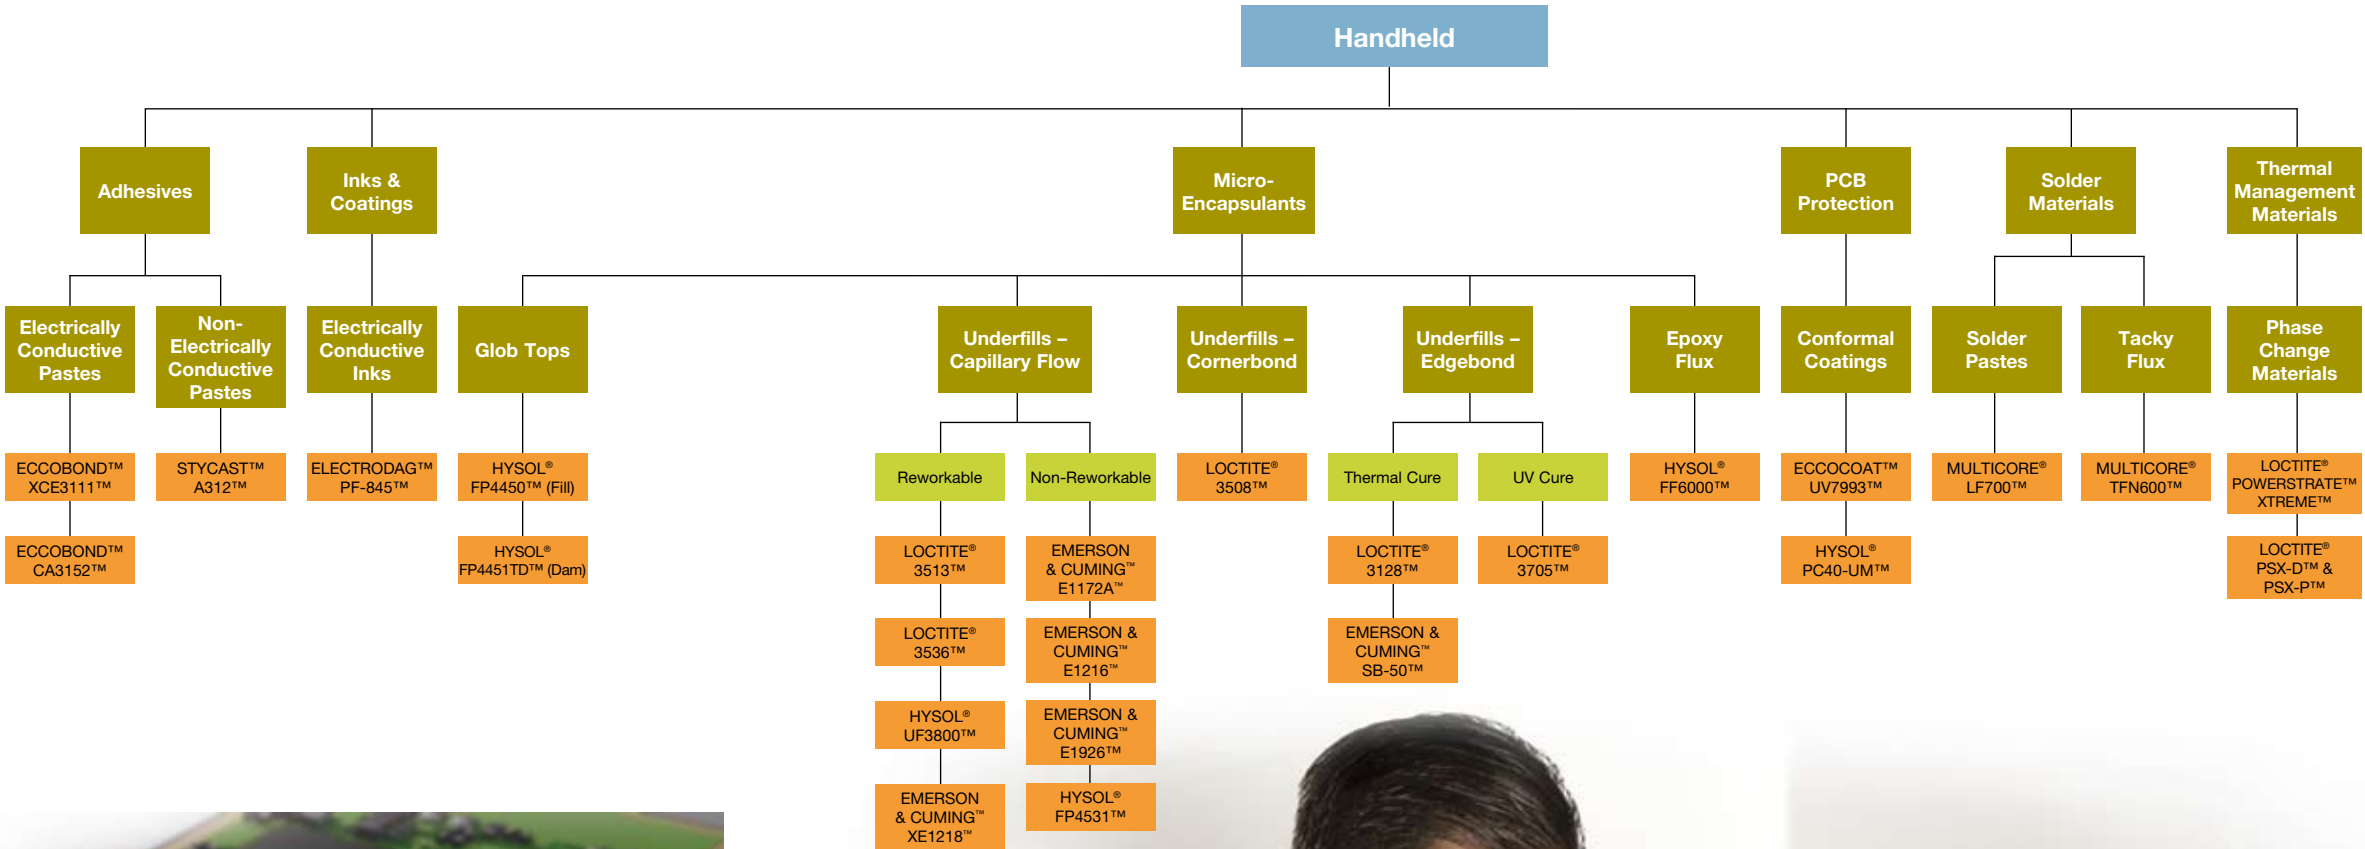 Handheld
Adhesives
Inks &
Coatings
Micro-
Encapsulants
PCB
Protection
Solder
Materials
Thermal
Management
Materials
Electrically
Conductive
Pastes
Non-
Electrically
Conductive
Pastes
Electrically
Conductive
Inks
Glob Tops
Underfills –
Capillary Flow
Underfills –
Cornerbond
Underfills –
Edgebond
Epoxy
Flux
Conformal
Coatings
Solder
Pastes
Tacky
Flux
Phase
Change
Materials
ECCOBOND™
XCE3111™
STYCAST™
A312™
ELECTRODAG™
PF-845™
HYSOL®
FP4450™ (Fill)
Reworkable
Non-Reworkable
LOCTITE®
3508™
Thermal Cure
UV Cure
HYSOL®
FF6000™
ECCOCOAT™
UV7993™
MULTICORE®
LF700™
MULTICORE®
TFN600™
LOCTITE®
POWERSTRATE™
XTREME™
ECCOBOND™
CA3152™
HYSOL®
FP4451TD™ (Dam)
LOCTITE®
3513™
EMERSON
& CUMING™
E1172A™
LOCTITE®
3128™
LOCTITE®
3705™
HYSOL®
PC40-UM™
LOCTITE®
PSX-D™ &
PSX-P™
LOCTITE®
3536™
EMERSON &
CUMING™
E1216™
EMERSON &
CUMING™
SB-50™
HYSOL®
UF3800™
EMERSON &
CUMING™
E1926™
EMERSON
& CUMING™
XE1218™
HYSOL®
FP4531™